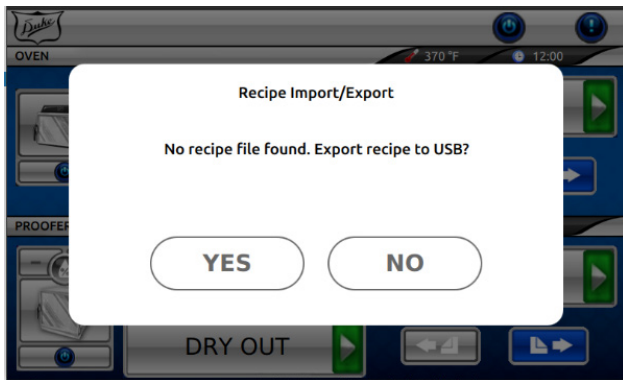 Duke
OVEN
370 °F
12:00
Recipe Import/Export
No recipe file found. Export recipe to USB?
PROOFER
YES
NO
DRY OUT